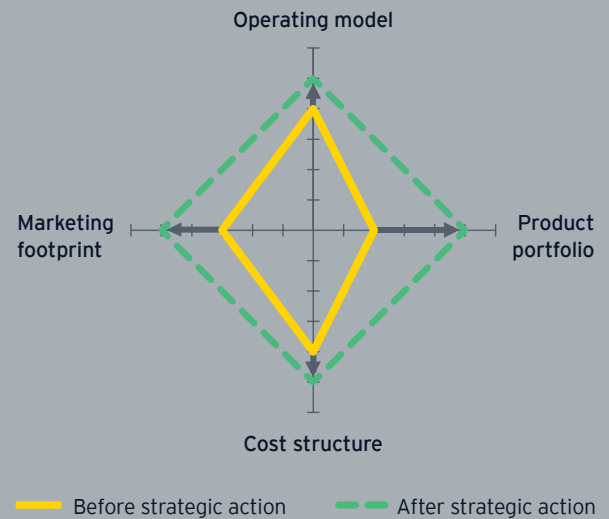 Operating model
Marketing
footprint
Product
portfolio
Cost structure
Before strategic action
After strategic action